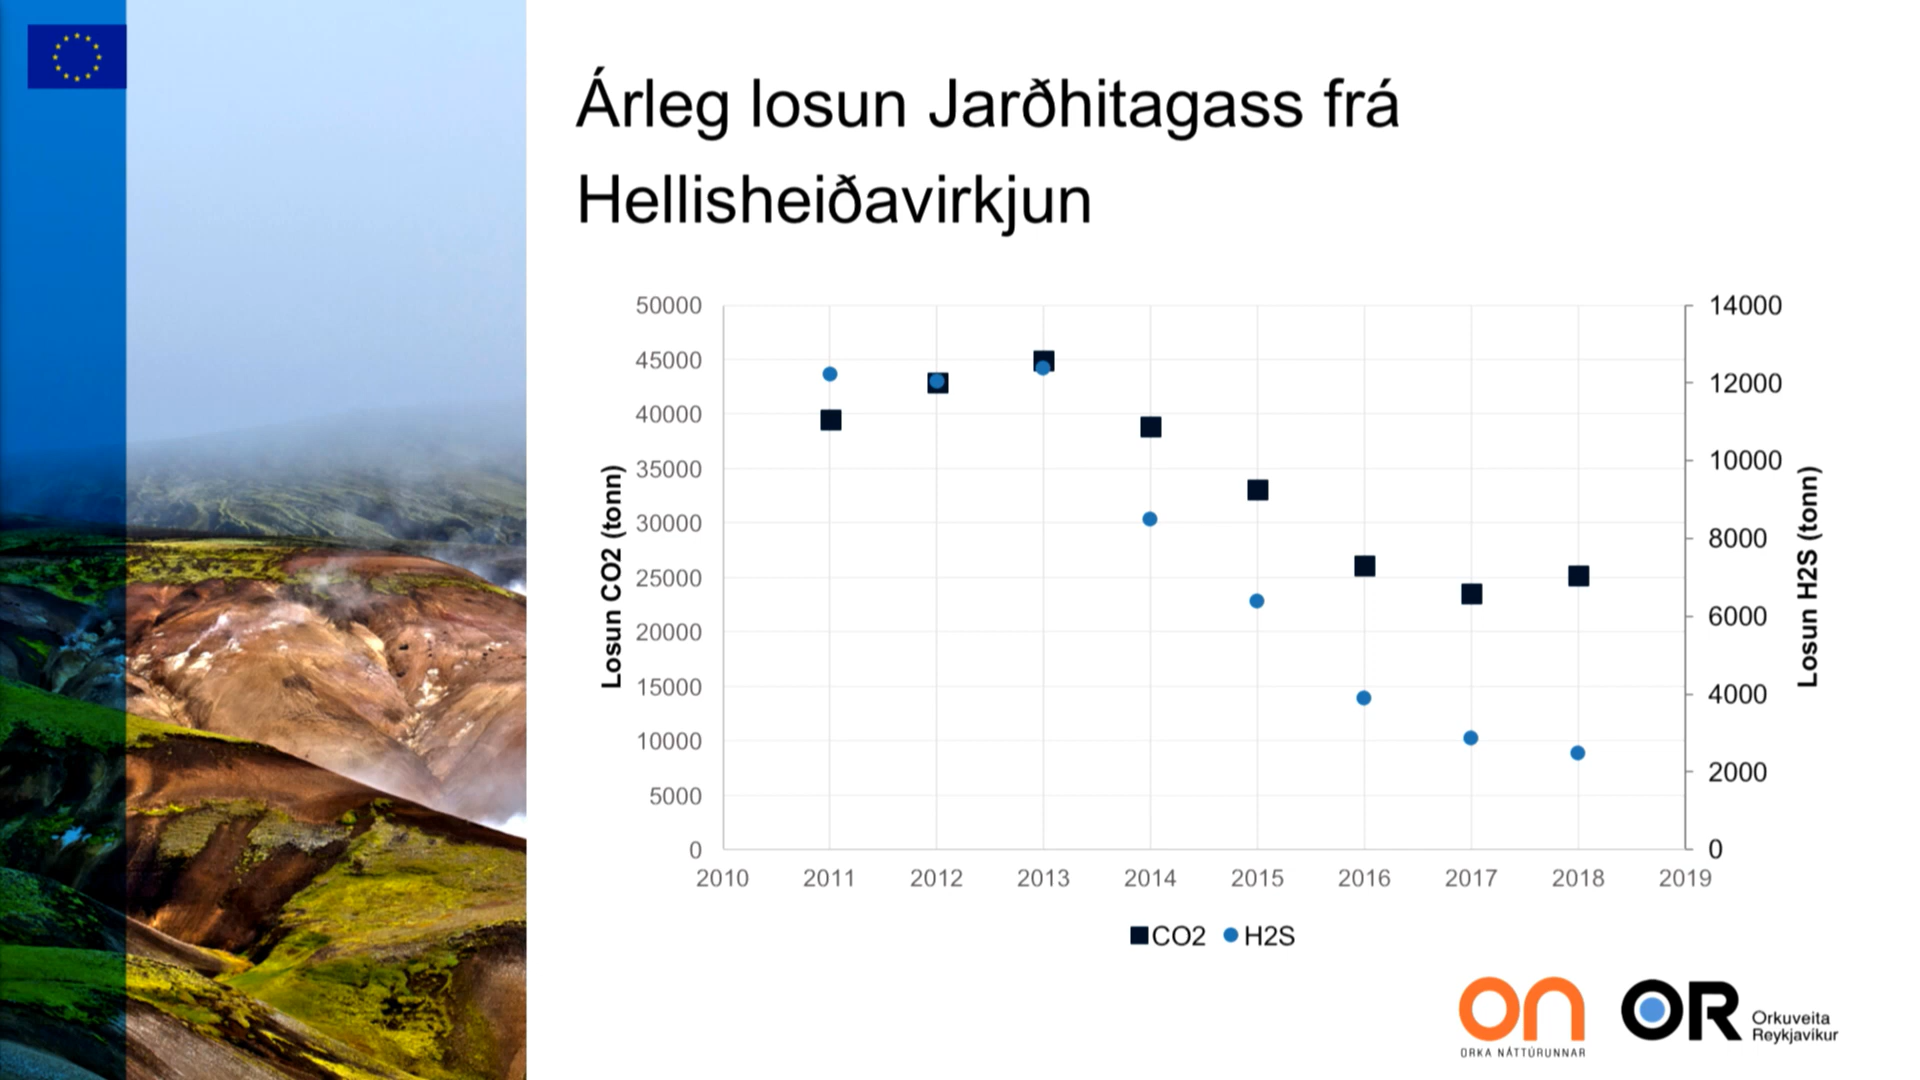 Árleg losun Jarðhitagass frá
Hellisheiðavirkjun
50000
45000
40000
35000
30000
25000
20000
15000
10000
5000
0
Losun CO2 (tonn)
14000
12000
10000
8000
6000
4000
2000
0
Losun H2S (tonn)
2010 2011 2012 2013 2014 2015 2016 2017 2018 2019
CO2 H2S
on
ORKA NÁTTÚRUNNAR
OR
Orkuveita
Reykjavíkur